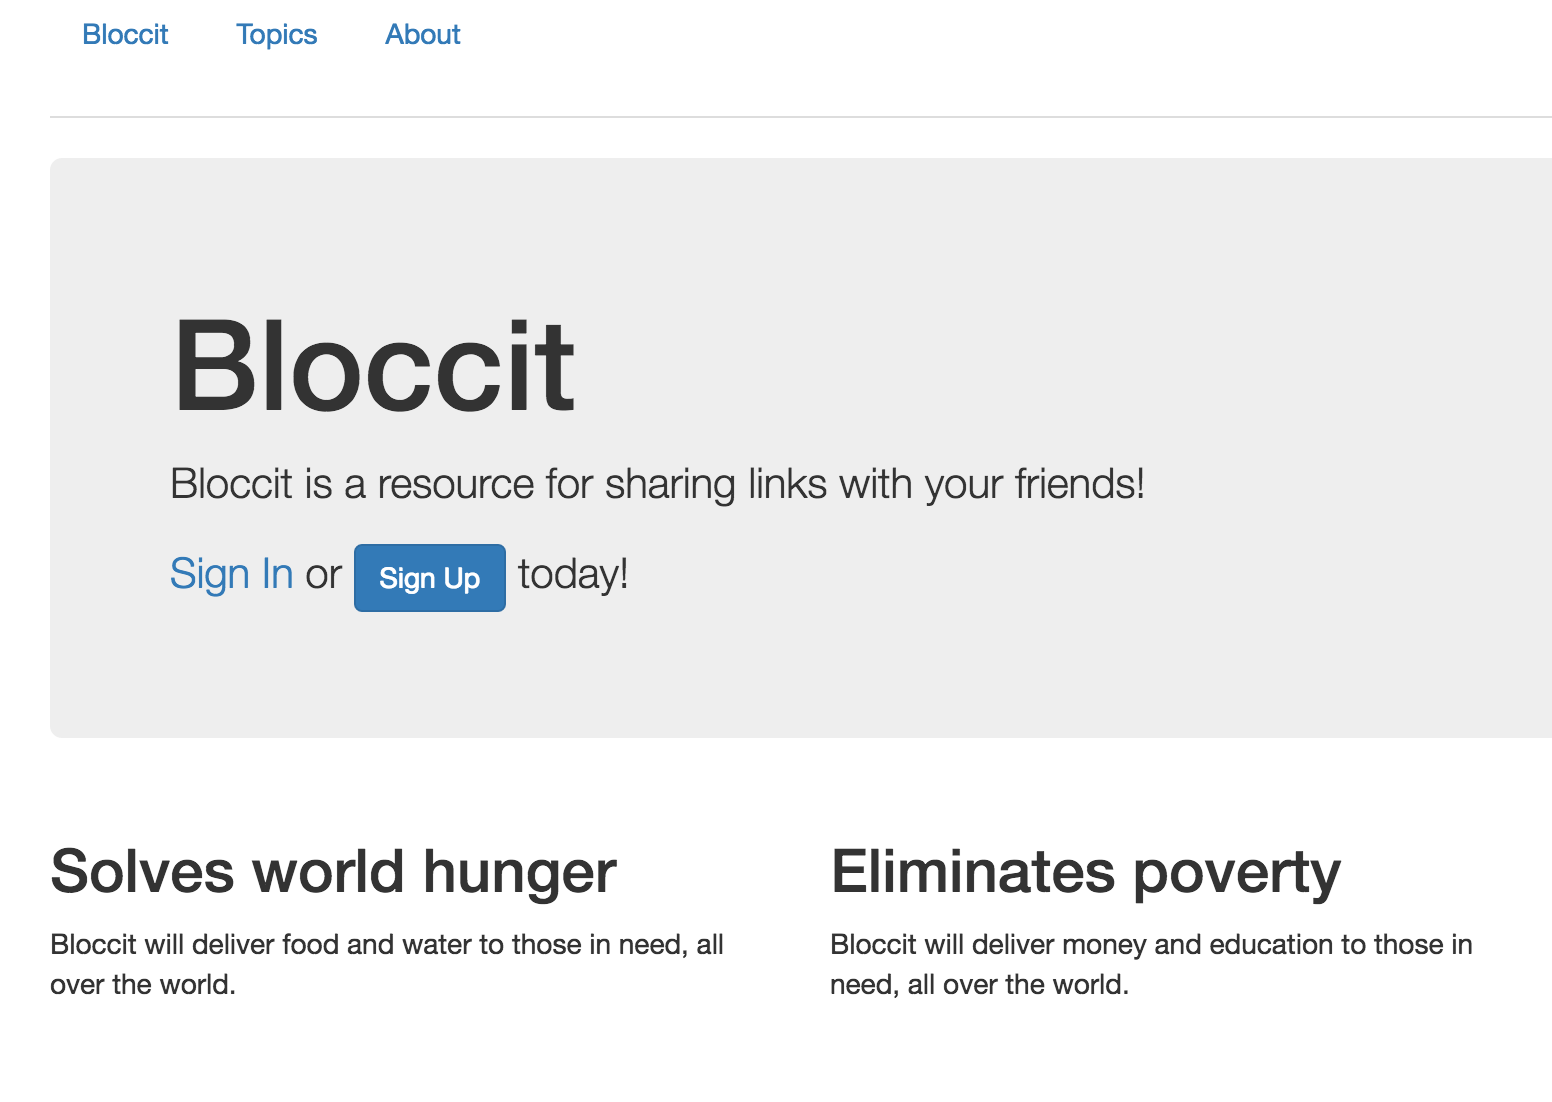 Bloccit Topics About
Bloccit
Bloccit is a resource for sharing links with your friends!
Sign In or Sign Up today!
Solves world hunger
Bloccit will deliver food and water to those in need, all
over the world.
Eliminates poverty
Bloccit will deliver money and education to those in
need, all over the world.